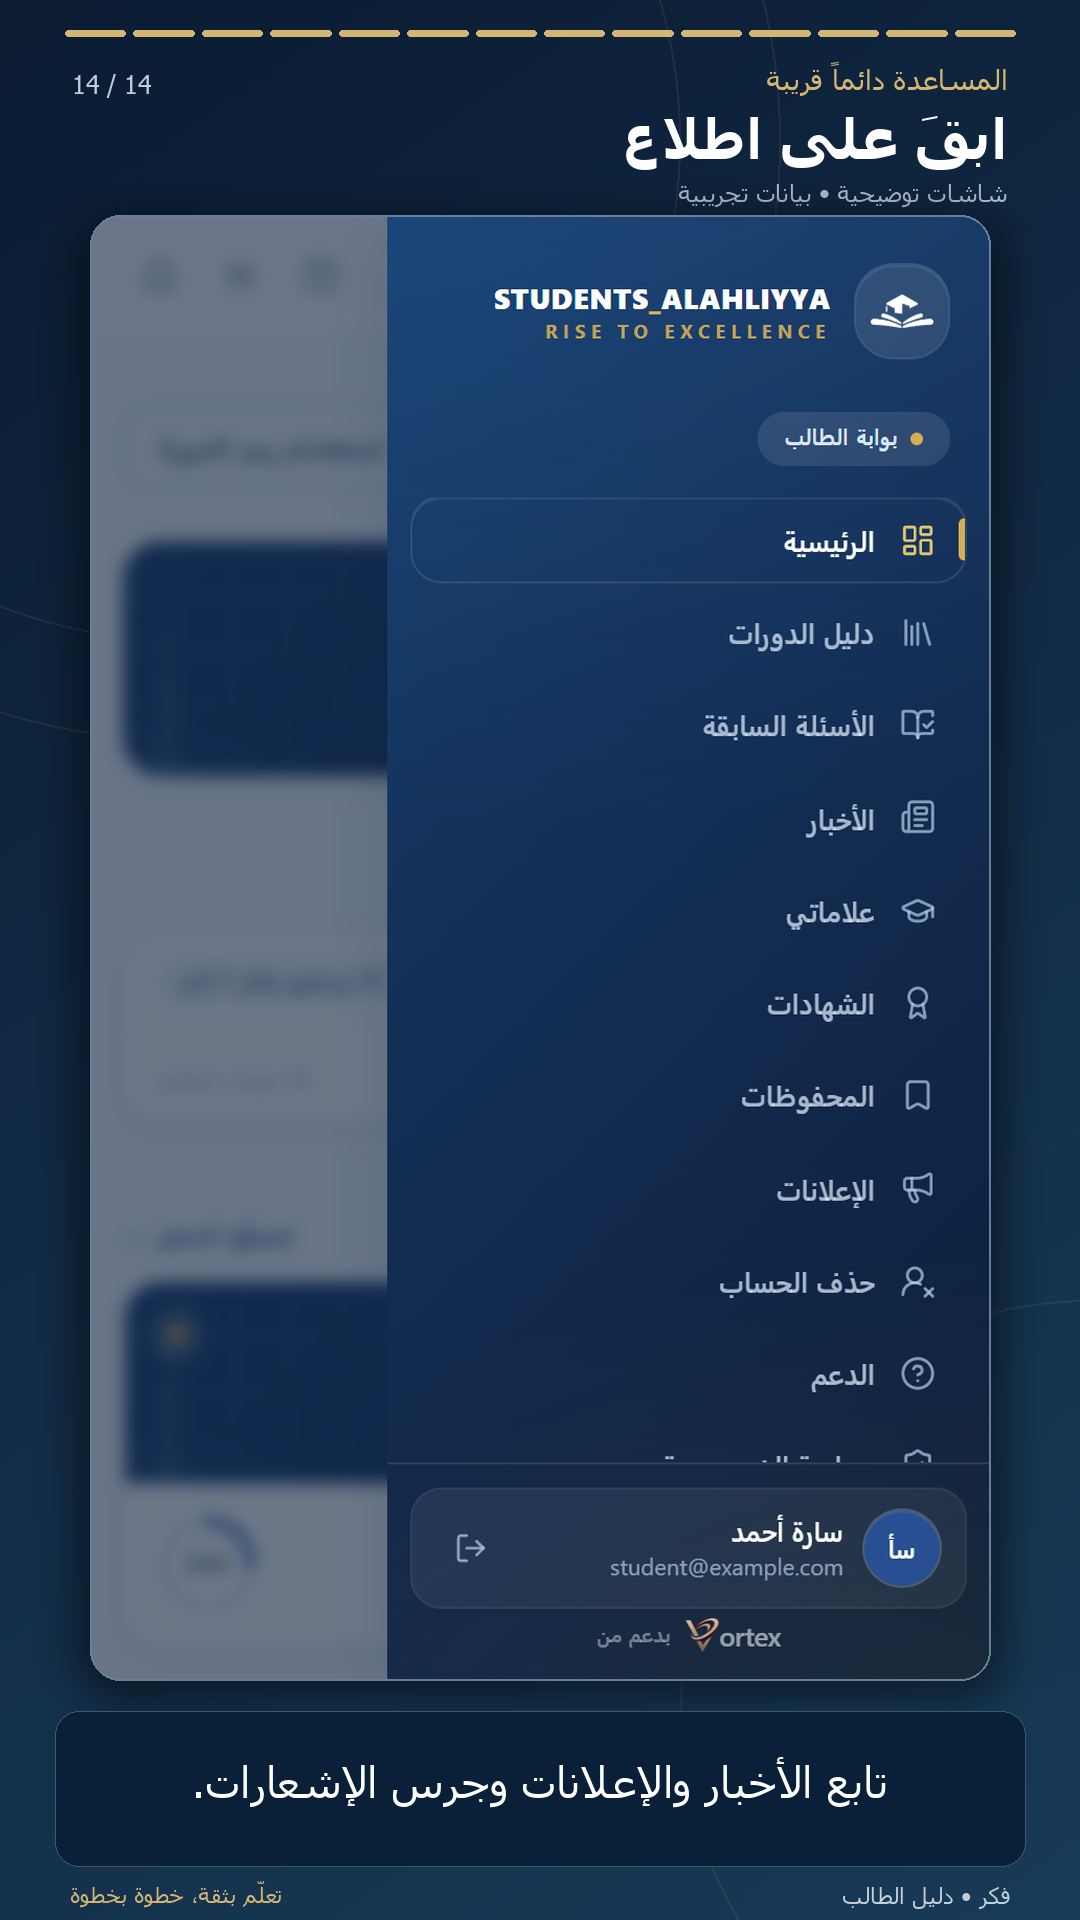 14 / 14
المساعدة دائماً قريبة
ابقَ على اطلاع
شاشات توضيحية • بيانات تجريبية
STUDENTS_ALAHLIYYA
RISE TO EXCELLENCE
بوابة الطالب
الرئيسية
دليل الدورات
الأسئلة السابقة
الأخبار
علاماتي
الشهادات
المحفوظات
الإعلانات
حذف الحساب
الدعم
سارة أحمد
سأ
student@example.com
بدعم من Vortex
تابع الأخبار والإعلانات وجرس الإشعارات.
فكر • دليل الطالب
تعلّم بثقة، خطوة بخطوة